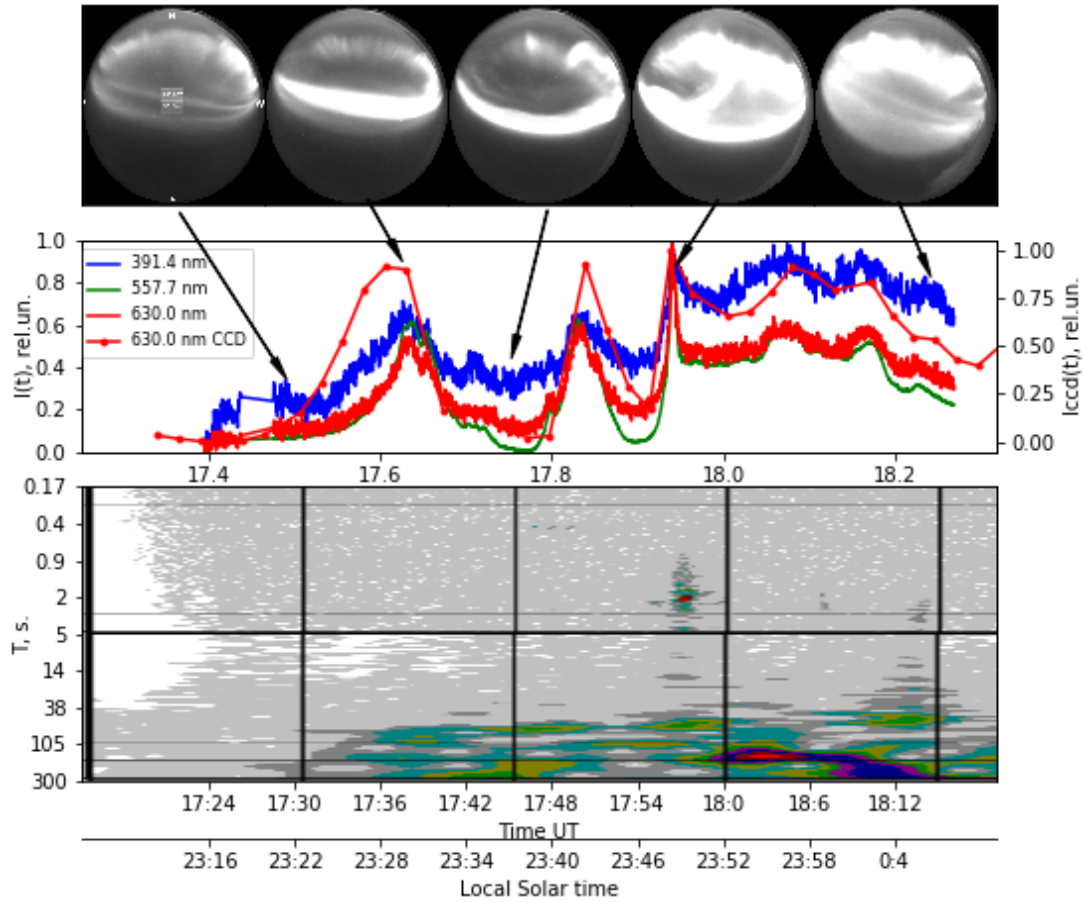 N
W
1.0
0.8
0.6
0.4
0.2
0.0
I(t), rel.un.
391.4 nm
557.7 nm
630.0 nm
630.0 nm CCD
1.00
0.75
0.50
0.25
0.00
Iccd(t), rel.un.
17.4 17.6 17.8 18.0 18.2
0.17
0.4
0.9
2
5
14
38
105
300
T, s.
17:24 17:30 17:36 17:42 17:48 17:54 18:0 18:6 18:12
Time UT
23:16 23:22 23:28 23:34 23:40 23:46 23:52 23:58 0:4
Local Solar time